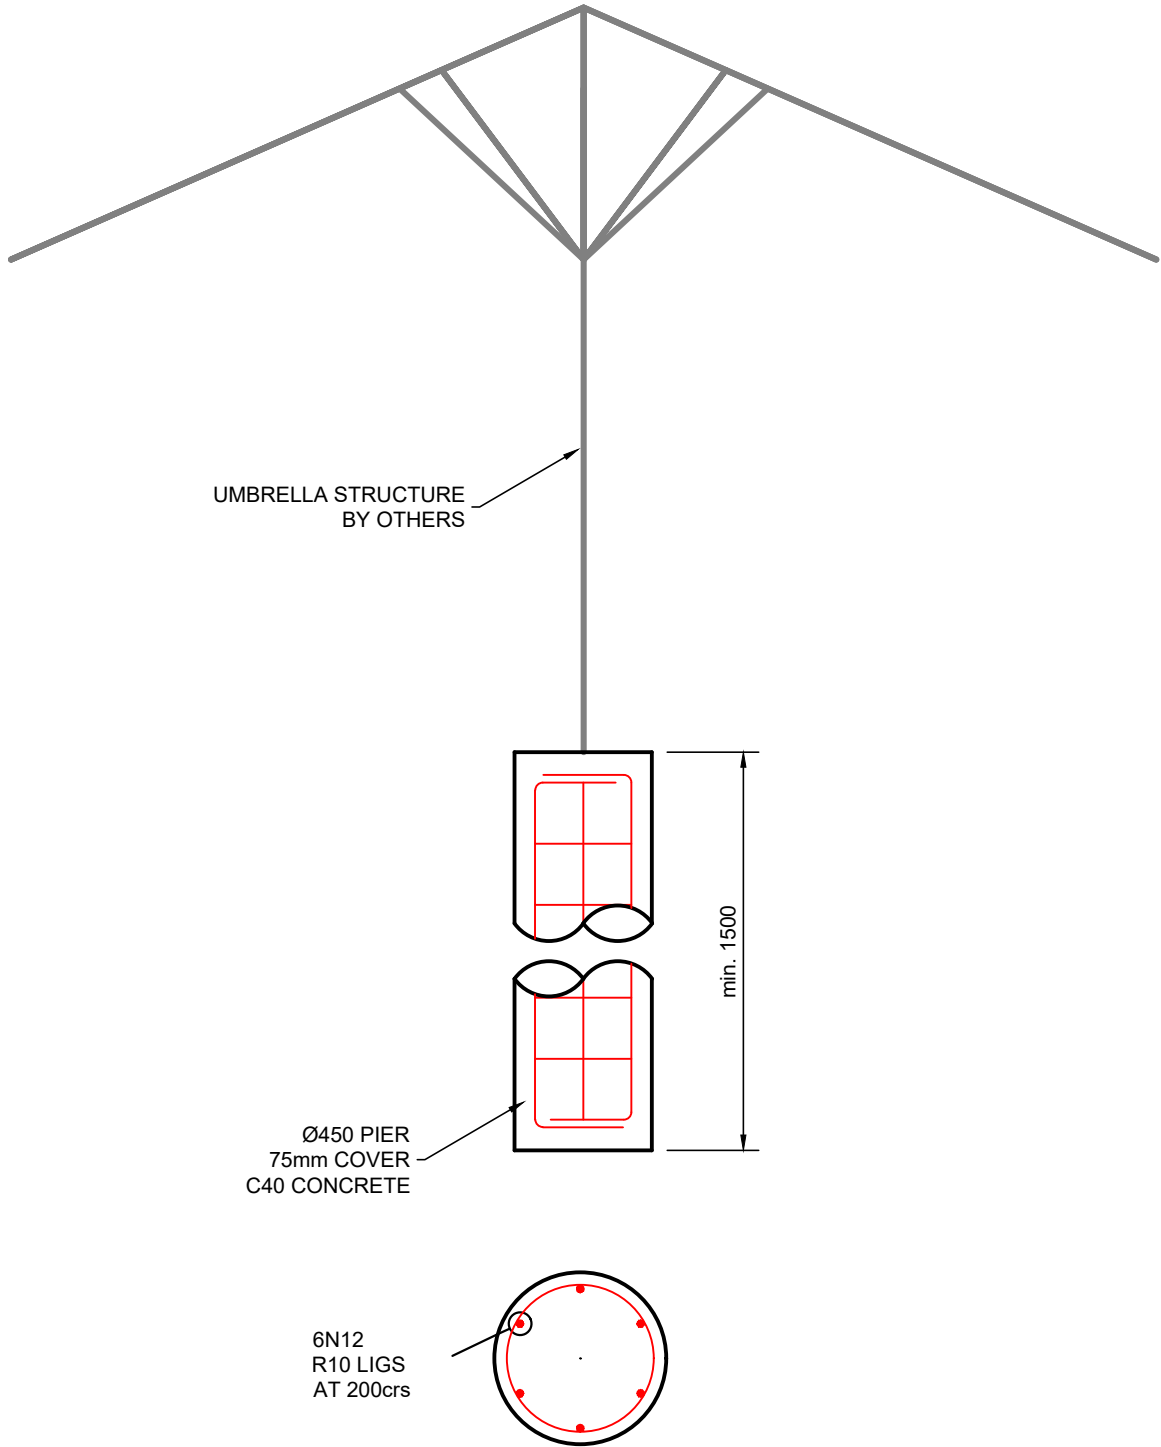 UMBRELLA STRUCTURE
BY OTHERS
min. 1500
Ø450 PIER
75mm COVER
C40 CONCRETE
6N12
R10 LIGS
AT 200crs